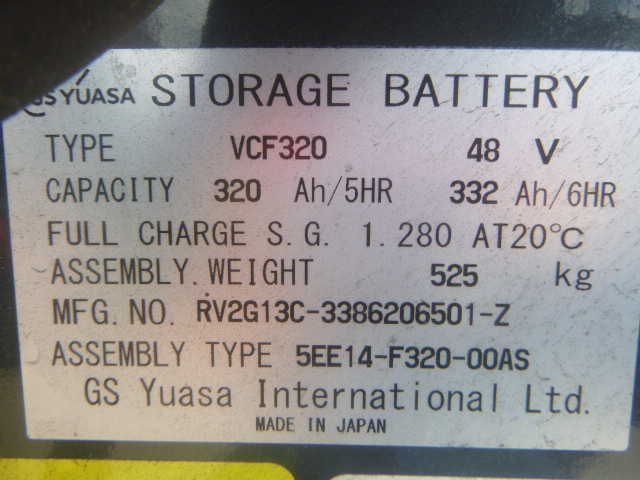 GS YUASA STORAGE BATTERY
TYPE VCF320 48 V
CAPACITY 320 Ah/5HR 332 Ah/6HR
FULL CHARGE S.G. 1.280 AT20℃
ASSEMBLY.WEIGHT 525 kg
MFG.NO. RV2G13C-3386206501-Z
ASSEMBLY TYPE 5EE14-F320-00AS
GS Yuasa International Ltd.
MADE IN JAPAN